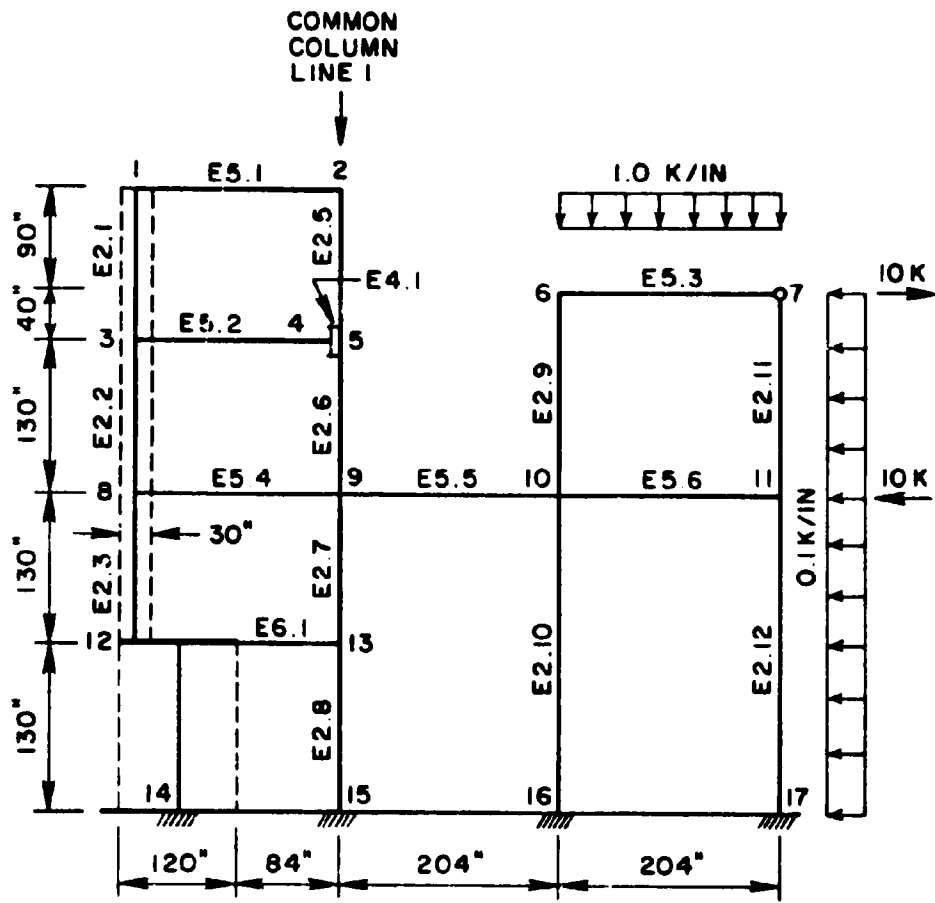 COMMON
COLUMN
LINE 1
1
E5.1
2
1.0 K/IN
90"
E2.1
E2.5
E4.1
6
E5.3
7
10 K
40"
3
E5.2
4
5
130"
E2.2
E2.6
E2.9
E2.11
8
E5.4
9
E5.5
10
E5.6
11
10K
30"
0.1 K/IN
130"
E2.3
E2.7
12
E6.1
13
E2.10
E2.12
130"
E2.8
14
15
16
17
120"
84"
204"
204"